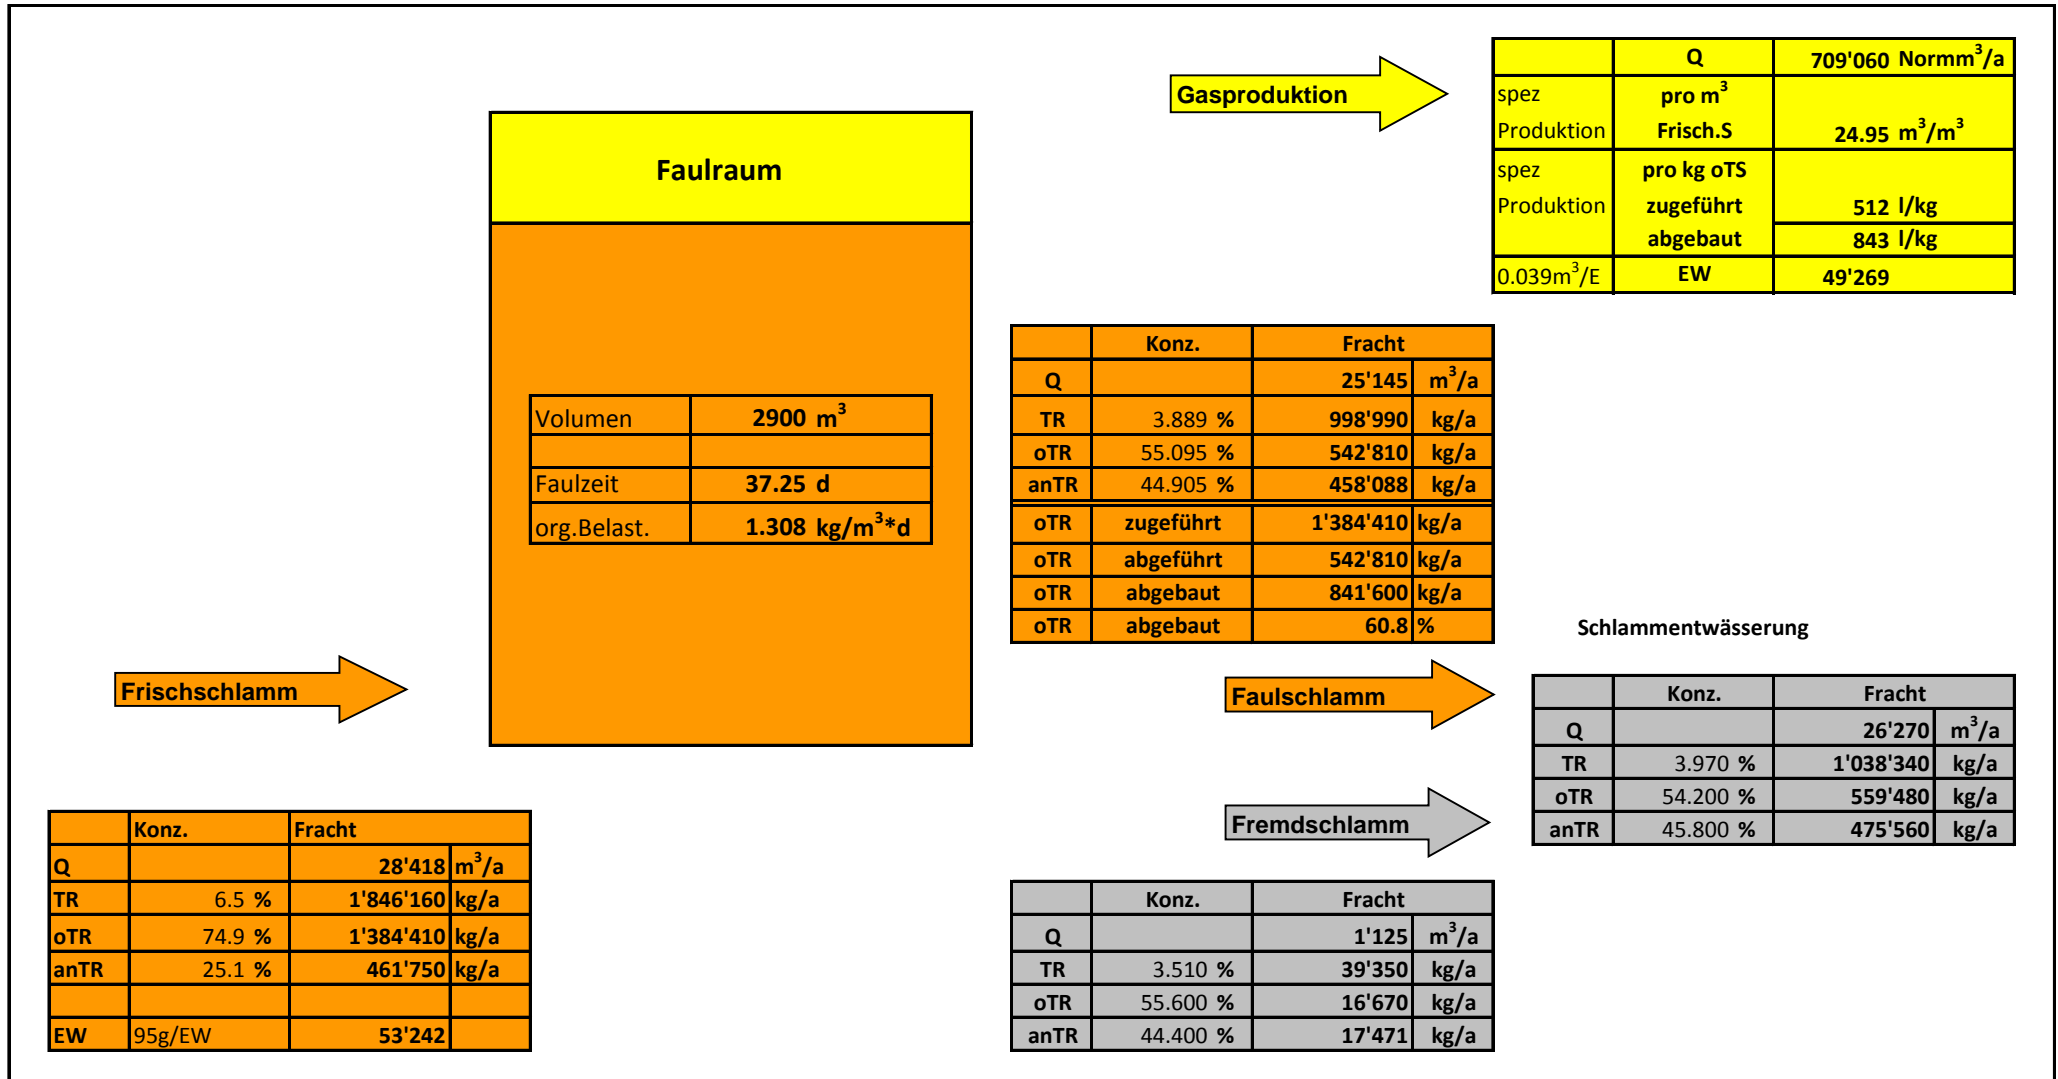 Gasproduktion
Q 709'060 Normm³/a
spez pro m³
Produktion Frisch.S 24.95 m³/m³
spez pro kg oTS
Produktion zugeführt 512 l/kg
abgebaut 843 l/kg
0.039m³/E EW 49'269
Faulraum
Volumen 2900 m³
Faulzeit 37.25 d
org.Belast. 1.308 kg/m³*d
Konz. Fracht
Q 25'145 m³/a
TR 3.889 % 998'990 kg/a
oTR 55.095 % 542'810 kg/a
anTR 44.905 % 458'088 kg/a
oTR zugeführt 1'384'410 kg/a
oTR abgeführt 542'810 kg/a
oTR abgebaut 841'600 kg/a
oTR abgebaut 60.8 %
Schlammentwässerung
Frischschlamm
Faulschlamm
Konz. Fracht
Q 26'270 m³/a
TR 3.970 % 1'038'340 kg/a
oTR 54.200 % 559'480 kg/a
anTR 45.800 % 475'560 kg/a
Fremdschlamm
Konz. Fracht
Q 28'418 m³/a
TR 6.5 % 1'846'160 kg/a
oTR 74.9 % 1'384'410 kg/a
anTR 25.1 % 461'750 kg/a
EW 95g/EW 53'242
Konz. Fracht
Q 1'125 m³/a
TR 3.510 % 39'350 kg/a
oTR 55.600 % 16'670 kg/a
anTR 44.400 % 17'471 kg/a